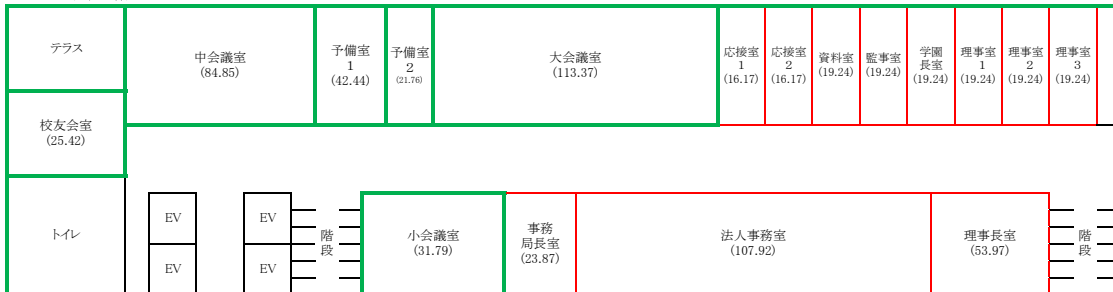 テラス
中会議室
(84.85)
予備室
1
(42.44)
予備室
2
(21.76)
大会議室
(113.37)
応接室
1
(16.17)
応接室
2
(16.17)
資料室
(19.24)
監事室
(19.24)
学園
長室
(19.24)
理事室
1
(19.24)
理事室
2
(19.24)
理事室
3
(19.24)
校友会室
(25.42)
トイレ
EV
EV
EV
EV
階
段
小会議室
(31.79)
事務
局長室
(23.87)
法人事務室
(107.92)
理事長室
(53.97)
階
段